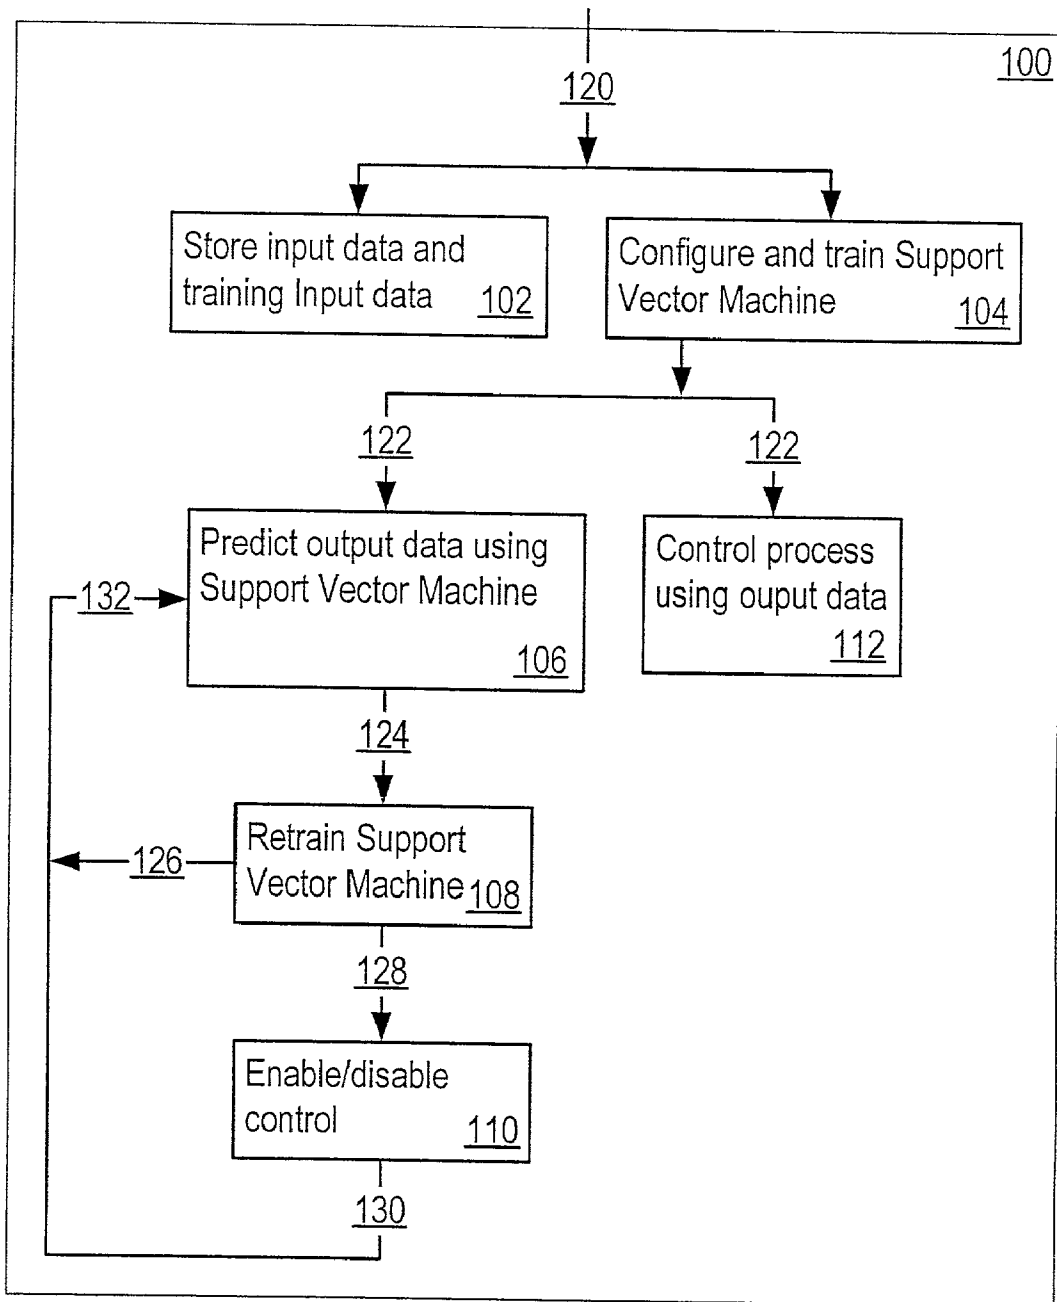 100
120
Store input data and
training Input data 102
Configure and train Support
Vector Machine
104
122
122
Predict output data using
Support Vector Machine
106
Control process
using ouput data
112
132
124
Retrain Support
Vector Machine 108
126
128
Enable/disable
control
110
130